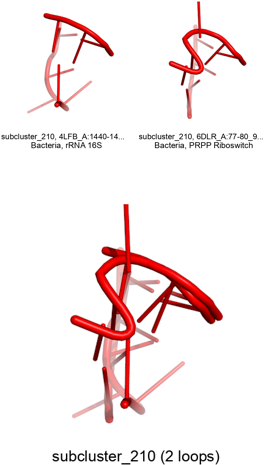 subcluster_210, 4LFB_A:1440-14...
Bacteria, rRNA 16S
subcluster_210, 6DLR_A:77-80_9...
Bacteria, PRPP Riboswitch
subcluster_210 (2 loops)